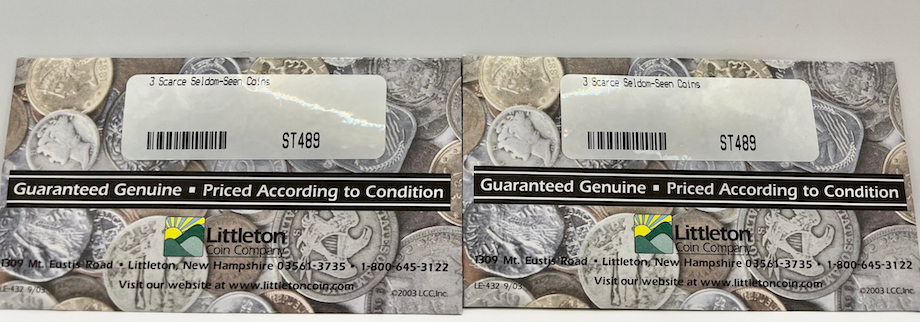 3 Scarce Seldom-Seen Coins
ST489
Guaranteed Genuine ▪ Priced According to Condition
Littleton
Coin Company
1309 Mt. Eustis Road • Littleton, New Hampshire 03561-3735 • 1-800-645-3122
Visit our website at www.littletoncoin.com
LE-432 9/03
©2003 LCC, Inc.
3 Scarce Seldom-Seen Coins
ST489
Guaranteed Genuine ▪ Priced According to Condition
Littleton
Coin Company
1309 Mt. Eustis Road • Littleton, New Hampshire 03561-3735 • 1-800-645-3122
Visit our website at www.littletoncoin.com
LE-432 9/03
©2003 LCC, Inc.